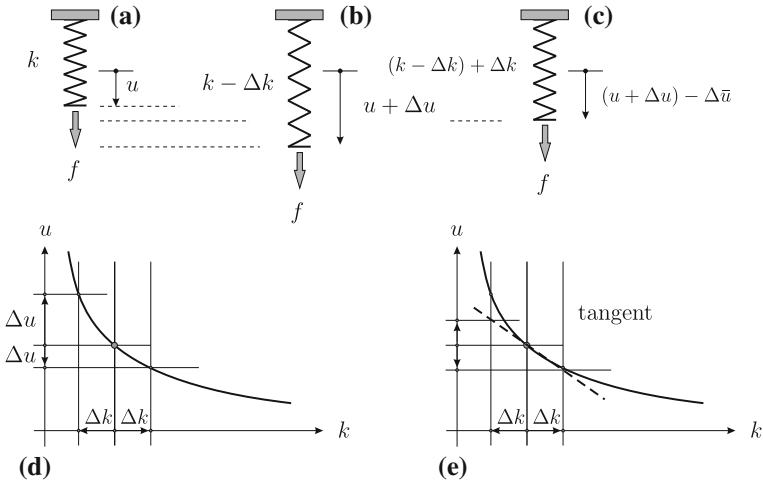 (a)
(b)
(c)
k
u
f
k − Δk
u + Δu
f
(k − Δk) + Δk
(u + Δu) − Δū
f
u
Δu
Δu
Δk Δk
k
(d)
u
tangent
Δk Δk
k
(e)